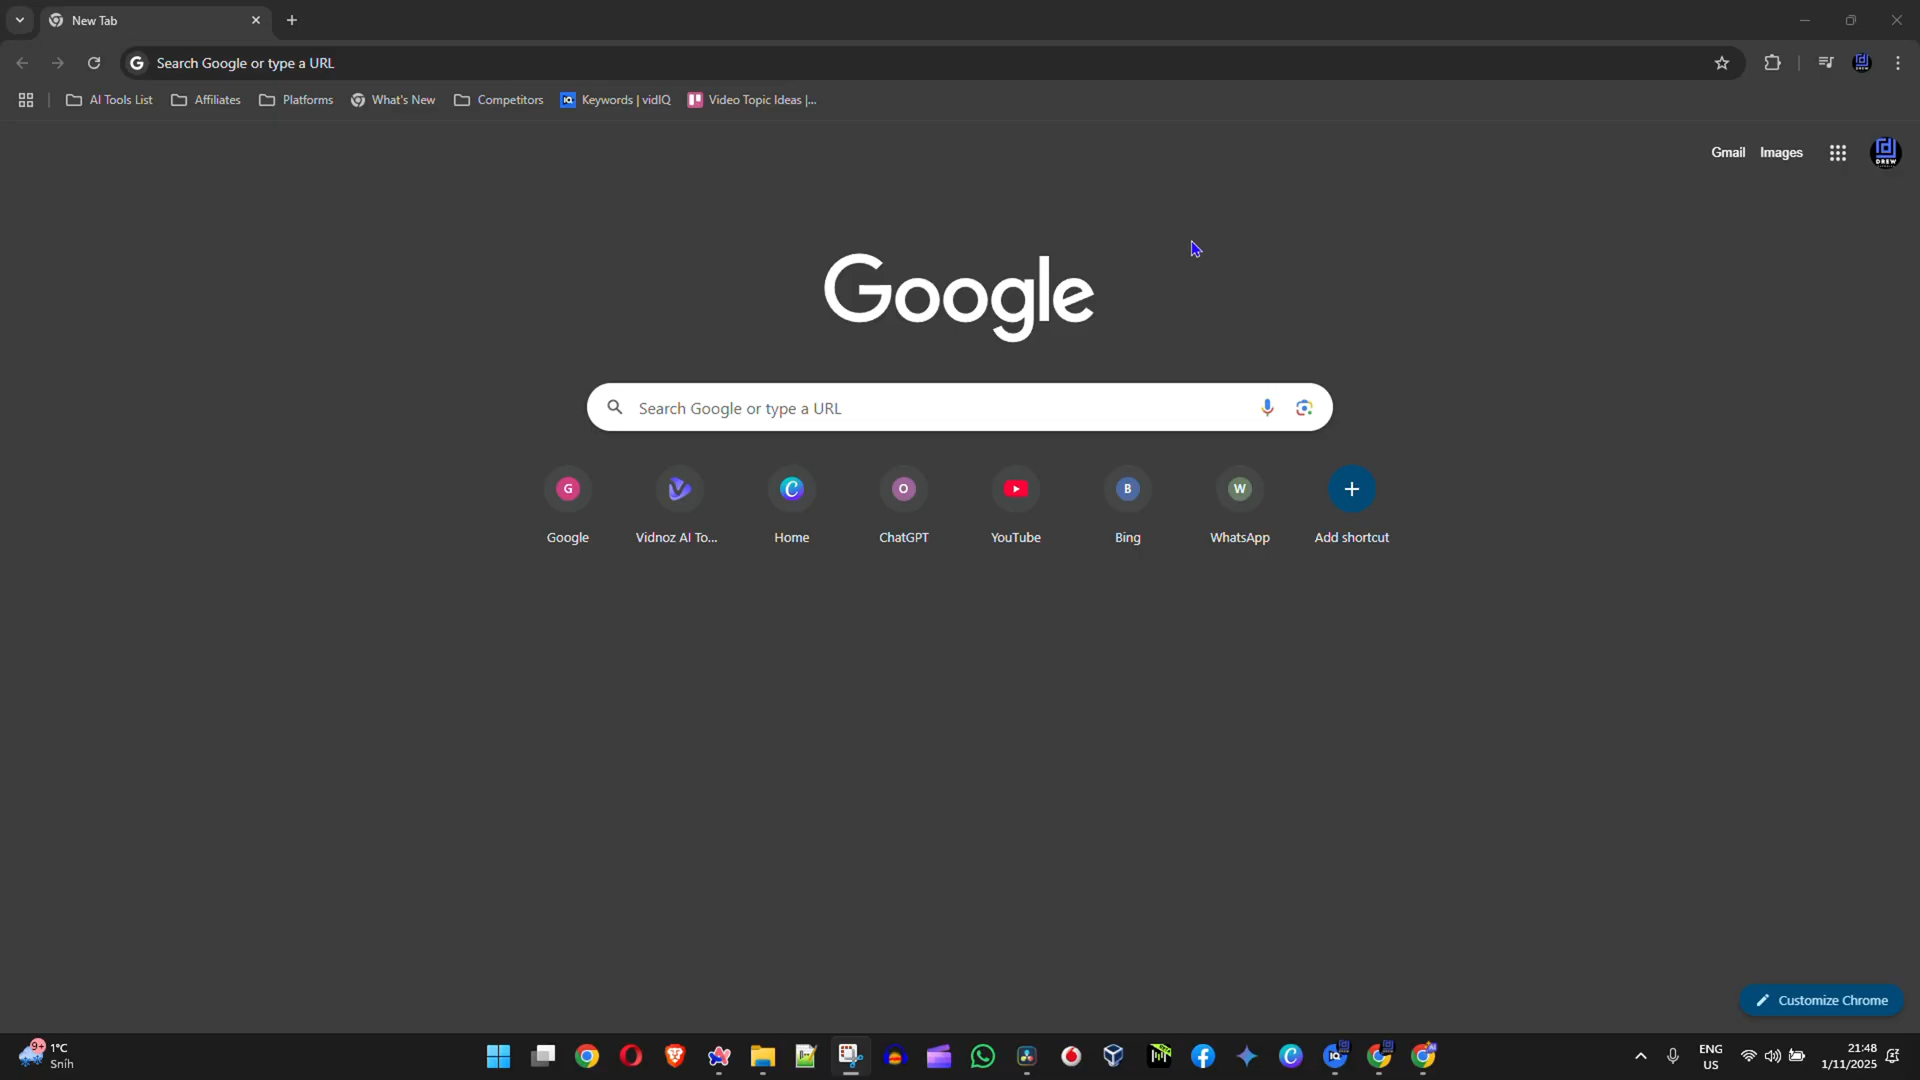 New Tab
Search Google or type a URL
AI Tools List
Affiliates
Platforms
What's New
Competitors
Keywords | vidIQ
Video Topic Ideas |...
Gmail
Images
DREW
Google
Search Google or type a URL
G
O
B
W
Google
Vidnoz AI To...
Home
ChatGPT
YouTube
Bing
WhatsApp
Add shortcut
Customize Chrome
9+
1°C
Sníh
ENG
US
21:48
1/11/2025